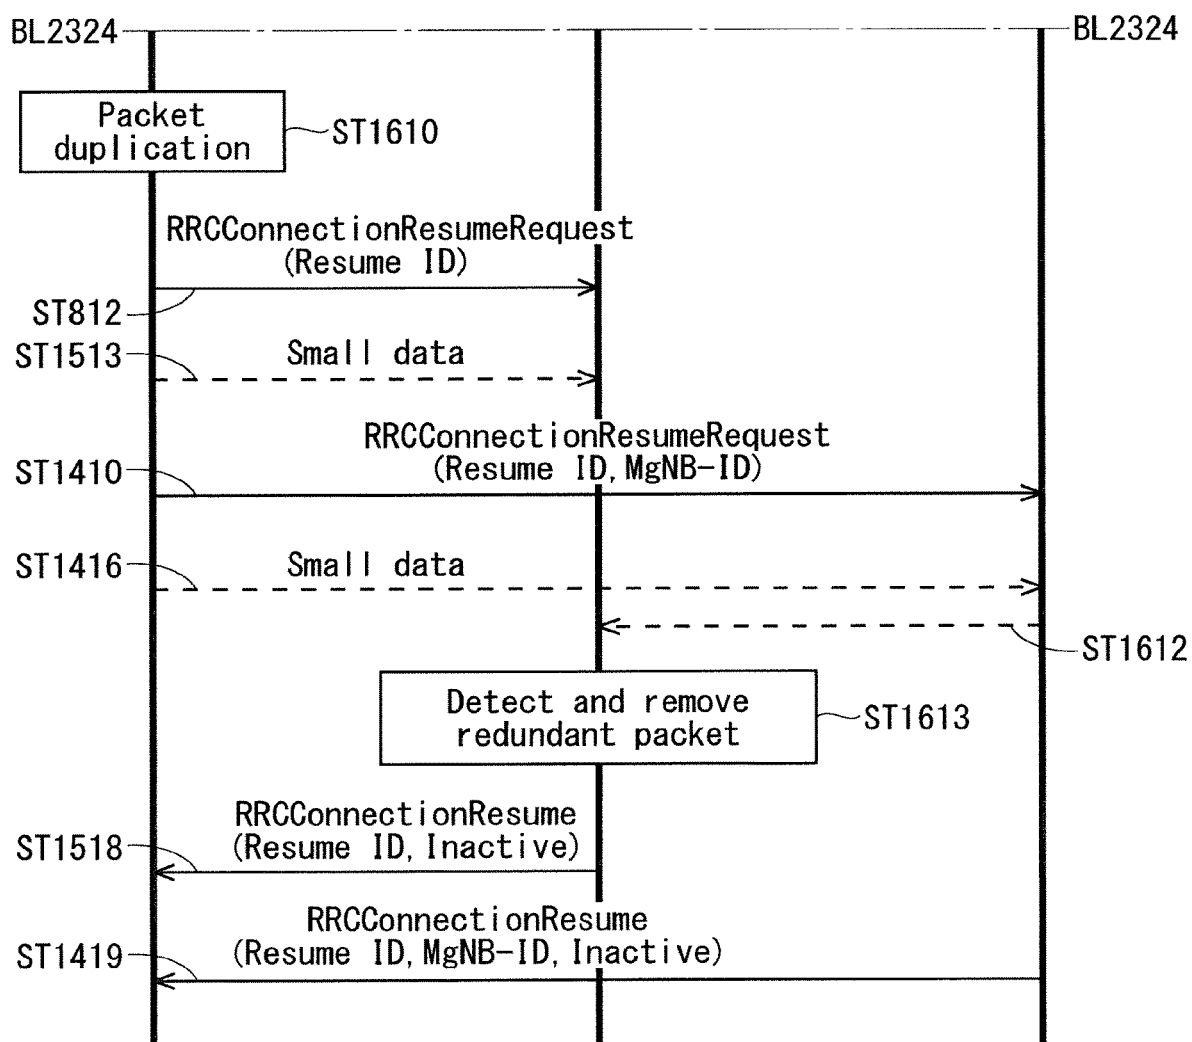 BL2324
BL2324
Packet
duplication
ST1610
RRCConnectionResumeRequest
(Resume ID)
ST812
ST1513
Small data
RRCConnectionResumeRequest
(Resume ID, MgNB-ID)
ST1410
ST1416
Small data
ST1612
Detect and remove
redundant packet
ST1613
RRCConnectionResume
(Resume ID, Inactive)
ST1518
RRCConnectionResume
(Resume ID, MgNB-ID, Inactive)
ST1419